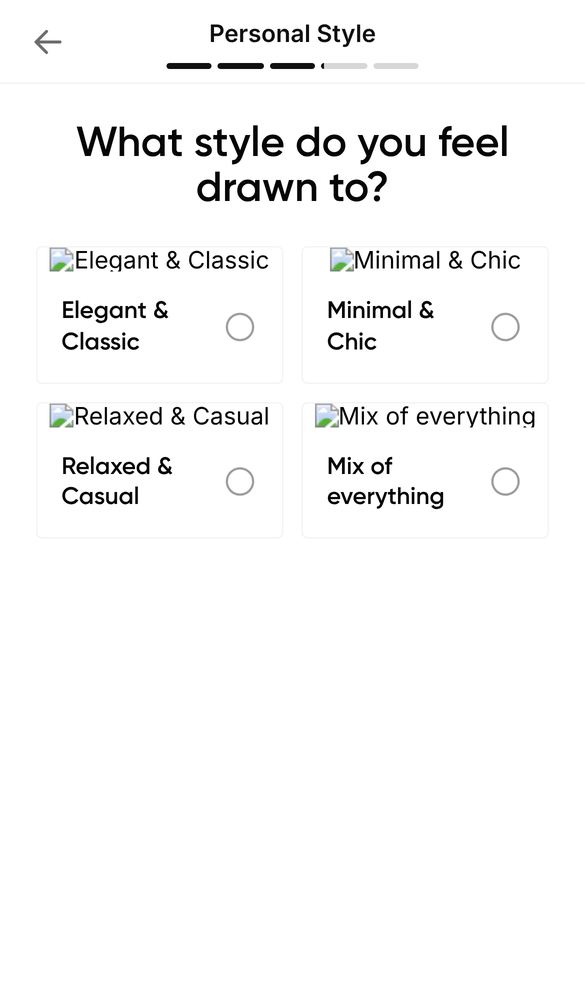 Personal Style
What style do you feel
drawn to?
Elegant & Classic
Elegant &
Classic
Minimal & Chic
Minimal &
Chic
Relaxed & Casual
Relaxed &
Casual
Mix of everything
Mix of
everything